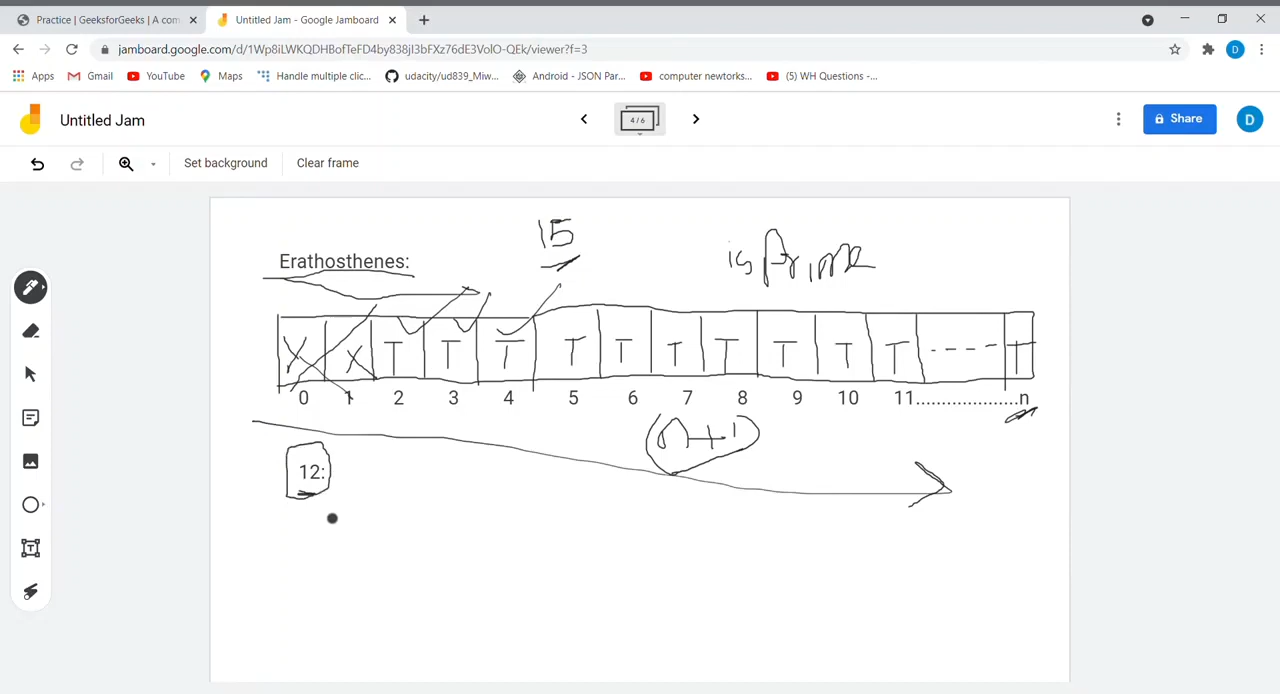 Practice | GeeksforGeeks | A com
Untitled Jam - Google Jamboard
jamboard.google.com/d/1Wp8iLWKQDHBofTeFD4by838jI3bFXz76dE3VolO-QEk/viewer?f=3
D
Apps Gmail YouTube Maps Handle multiple clic... udacity/ud839_Miw... Android - JSON Par... computer newtorks... (5) WH Questions -...
Untitled Jam
4 / 6
Share
D
Set background Clear frame
15
isPrime
Erathosthenes:
X X T T T T T T T T T T ---- T
0 1 2 3 4 5 6 7 8 9 10 11...................n
(n+1)
12: